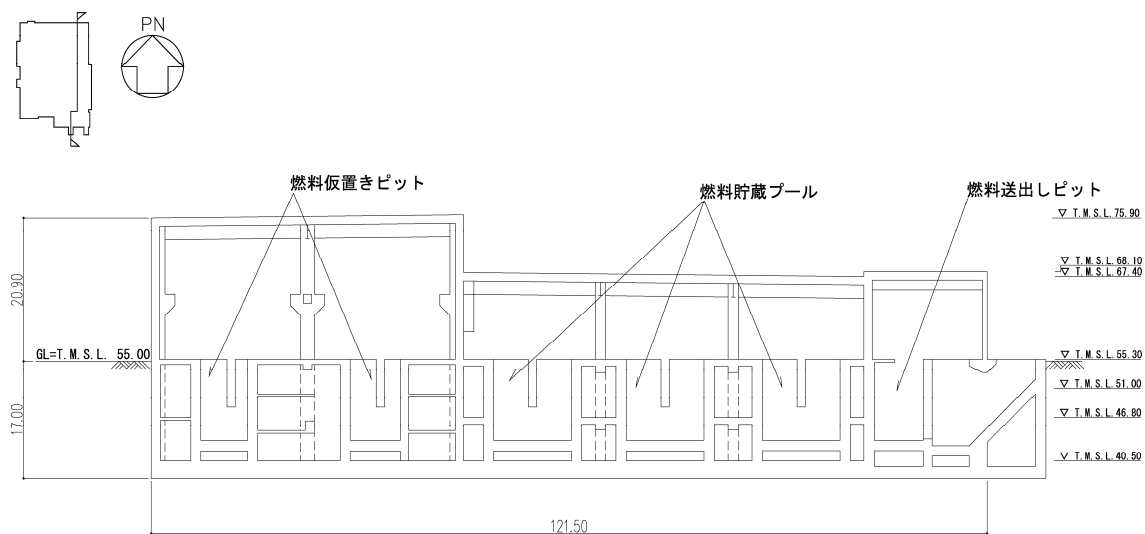 PN
燃料仮置きピット
燃料貯蔵プール
燃料送出しピット
▽ T.M.S.L.75.90
▽ T.M.S.L.68.10
▽ T.M.S.L.67.40
20.90
GL=T.M.S.L. 55.00
▽ T.M.S.L.55.30
▽ T.M.S.L.51.00
▽ T.M.S.L.46.80
17.00
▽ T.M.S.L.40.50
121.50